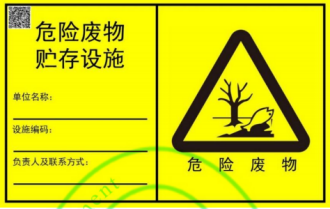 危险废物
贮存设施
单位名称：
设施编码：
负责人及联系方式：
危险废物